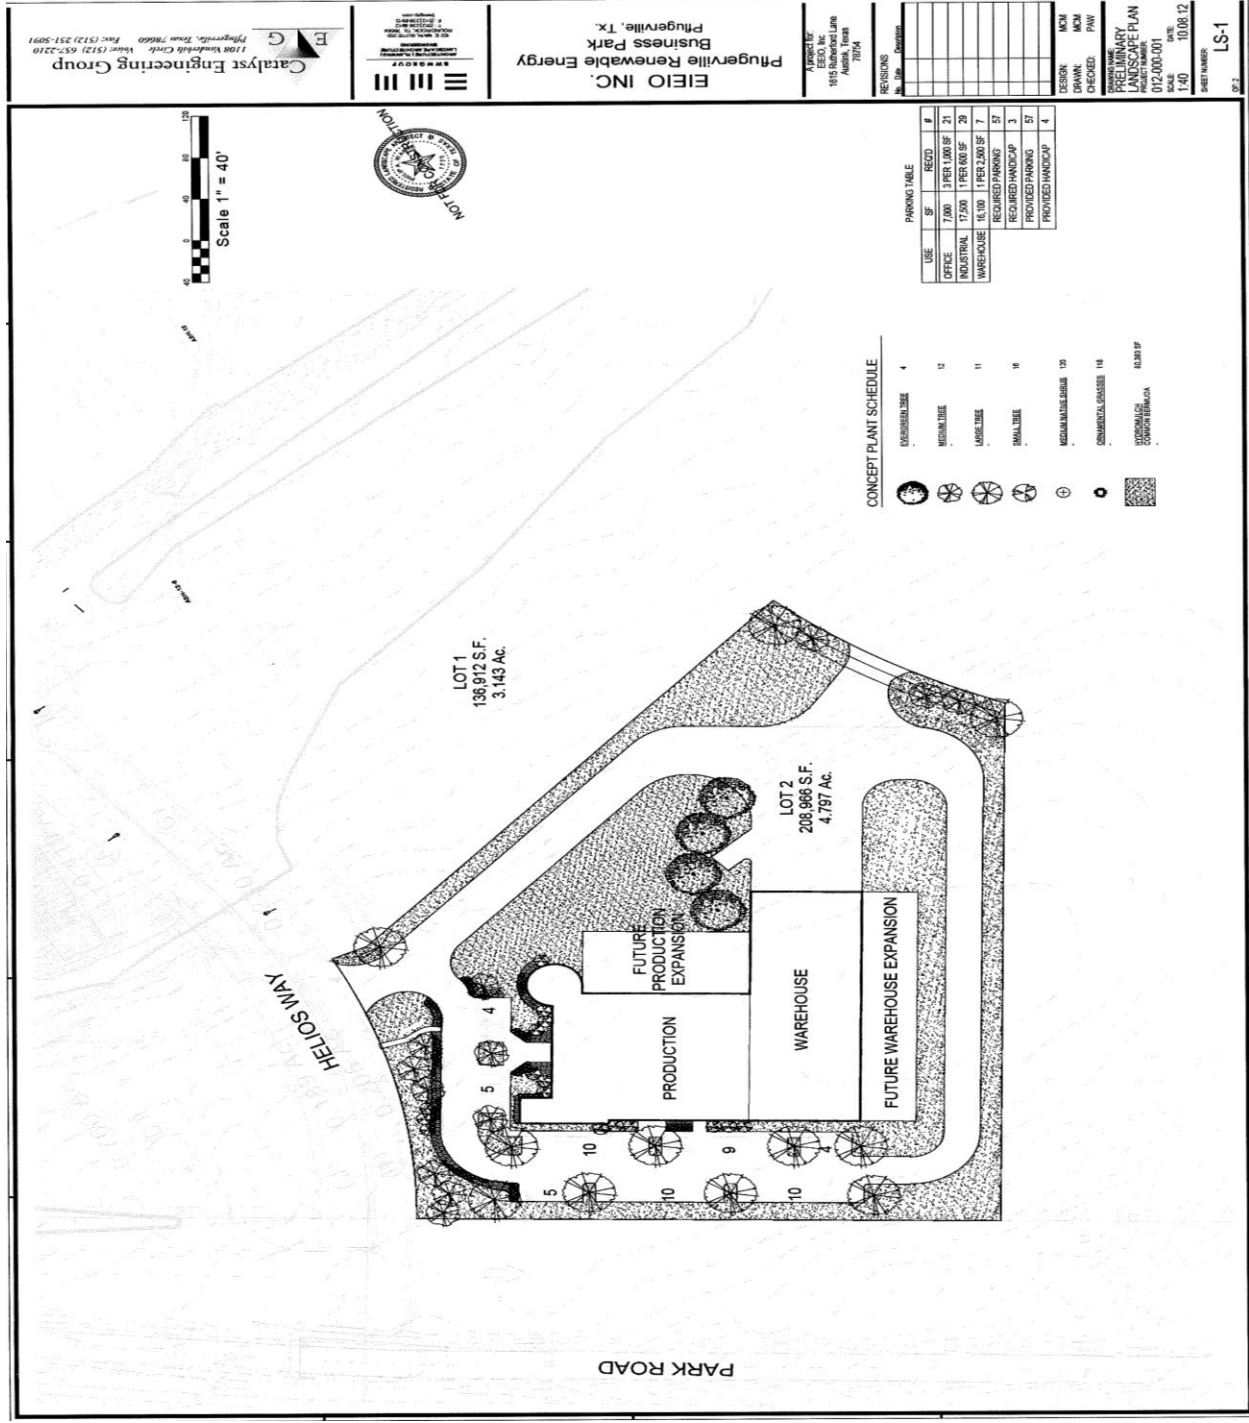 Catalyst Engineering Group
1108 Vanderbilt Circle Voice: (512) 657-2210
Pflugerville, Texas 78660 Fax: (512) 251-5091
E G
EIEIO INC.
Pflugerville Renewable Energy
Business Park
Pflugerville, Tx.
A project for:
EIEIO, Inc
1615 Rutherford Lane
Austink, Texas
78754
REVISIONS
No. Date Description
DESIGN: MCM
DRAWN: MCM
CHECKED: PAW
DRAWING NAME:
PRELIMINARY
LANDSCAPE PLAN
PROJECT NUMBER:
012-000-001
SCALE: DATE:
1:40 10.08.12
SHEET NUMBER:
LS-1
OF: 2
40 0 40 80 120
Scale 1" = 40'
NOT FOR CONSTRUCTION
PARKING TABLE
USE SF REQ'D #
OFFICE 7,000 3 PER 1,000 SF 21
INDUSTRIAL 17,500 1 PER 600 SF 29
WAREHOUSE 16,100 1 PER 2,500 SF 7
REQUIRED PARKING 57
REQUIRED HANDICAP 3
PROVIDED PARKING 57
PROVIDED HANDICAP 4
CONCEPT PLANT SCHEDULE
EVERGREEN TREE 4
MEDIUM TREE 12
LARGE TREE 11
SMALL TREE 16
MEDIUM NATIVE SHRUB 120
ORNAMENTAL GRASSES 118
HYDROMULCH
COMMON BERMUDA
LOT 1
136,912 S.F.
3.143 Ac.
LOT 2
208,966 S.F.
4.797 Ac.
HELIOS WAY
FUTURE
PRODUCTION
EXPANSION
PRODUCTION
WAREHOUSE
FUTURE WAREHOUSE EXPANSION
4
5
10
9
4
5
10
10
PARK ROAD